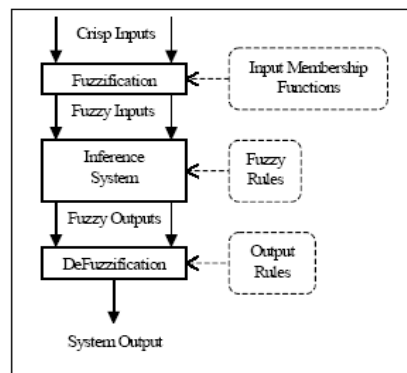 Crisp Inputs
Fuzzification
Input Membership
Functions
Fuzzy Inputs
Inference
System
Fuzzy
Rules
Fuzzy Outputs
DeFuzzification
Output
Rules
System Output